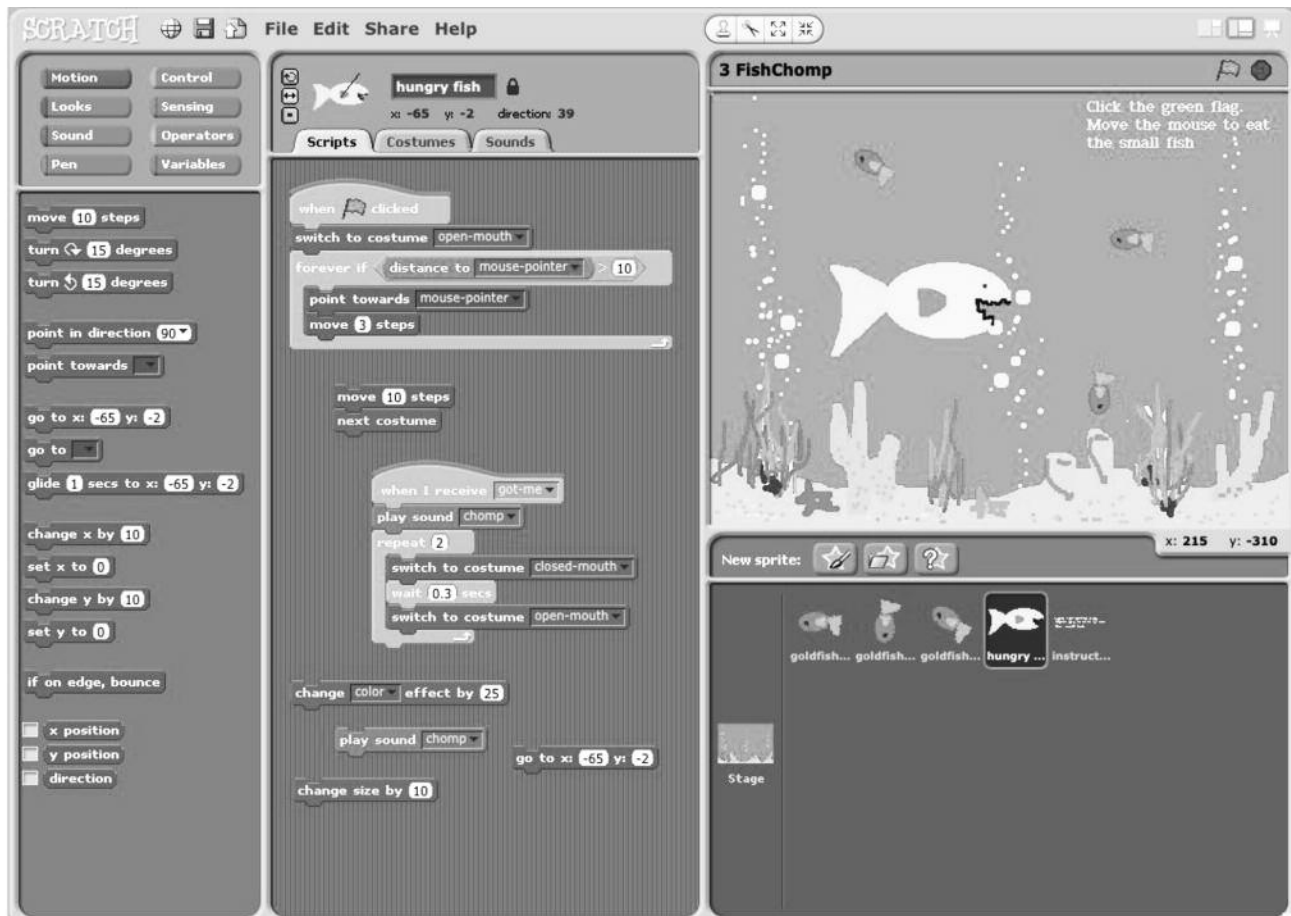 SCRATCH File Edit Share Help
Motion Control
Looks Sensing
Sound Operators
Pen Variables
move 10 steps
turn 15 degrees
turn 15 degrees
point in direction 90
point towards
go to x: -65 y: -2
go to
glide 1 secs to x: -65 y: -2
change x by 10
set x to 0
change y by 10
set y to 0
if on edge, bounce
x position
y position
direction
hungry fish
x: -65 y: -2 direction: 39
Scripts Costumes Sounds
when clicked
switch to costume open-mouth
forever if distance to mouse-pointer > 10
point towards mouse-pointer
move 3 steps
move 10 steps
next costume
when I receive got-me
play sound chomp
repeat 2
switch to costume closed-mouth
wait 0.3 secs
switch to costume open-mouth
change color effect by 25
play sound chomp
go to x: -65 y: -2
change size by 10
3 FishChomp
Click the green flag.
Move the mouse to eat
the small fish
x: 215 y: -310
New sprite:
goldfish... goldfish... goldfish... hungry ... instruct...
Stage